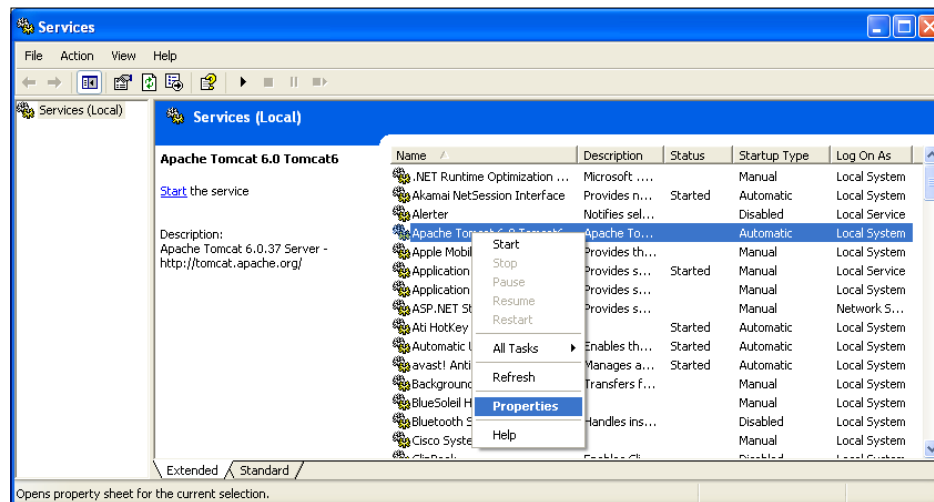 Services
File Action View Help
Services (Local)
Services (Local)
Apache Tomcat 6.0 Tomcat6
Start the service
Description:
Apache Tomcat 6.0.37 Server -
http://tomcat.apache.org/
Name Description Status Startup Type Log On As
.NET Runtime Optimization ... Microsoft .... Manual Local System
Akamai NetSession Interface Provides n... Started Automatic Local System
Alerter Notifies sel... Disabled Local Service
Apache Apache To... Automatic Local System
Apple Mobil Provides th... Manual Local System
Application Provides s... Started Manual Local Service
Application Provides s... Manual Local System
ASP.NET St Provides s... Manual Network S...
Ati HotKey Started Automatic Local System
Automatic Enables th... Started Automatic Local System
avast! Anti Manages a... Started Automatic Local System
Background Transfers f... Manual Local System
BlueSoleil H Manual Local System
Bluetooth S Handles ins... Disabled Local System
Cisco Syste Manual Local System
Start
Stop
Pause
Resume
Restart
All Tasks
Refresh
Properties
Help
Extended Standard
Opens property sheet for the current selection.